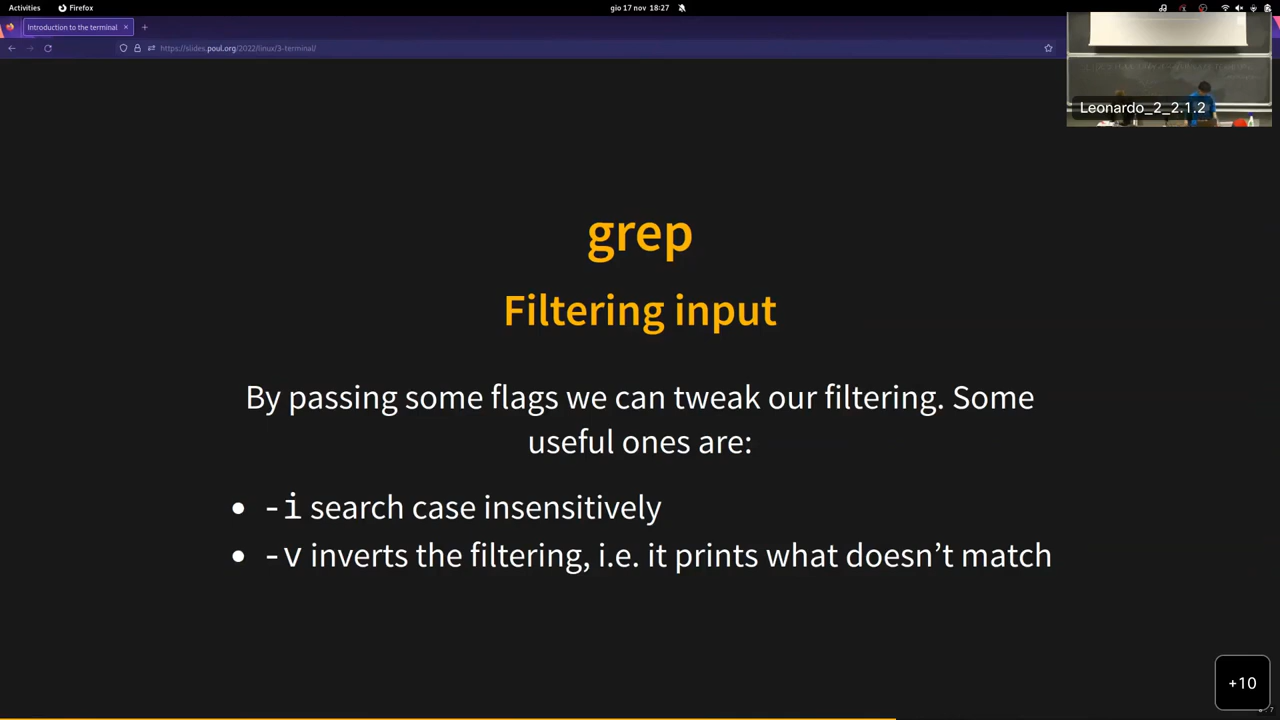 Activities
Firefox
gio 17 nov 18:27
Introduction to the terminal
https://slides.poul.org/2022/linux/3-terminal/
Leonardo_2_2.1.2
grep
Filtering input
By passing some flags we can tweak our filtering. Some
useful ones are:
• -i search case insensitively
• -v inverts the filtering, i.e. it prints what doesn’t match
+10